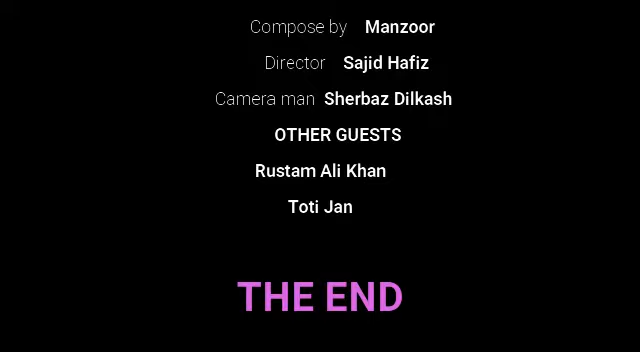 Compose by Manzoor
Director Sajid Hafiz
Camera man Sherbaz Dilkash
OTHER GUESTS
Rustam Ali Khan
Toti Jan
THE END